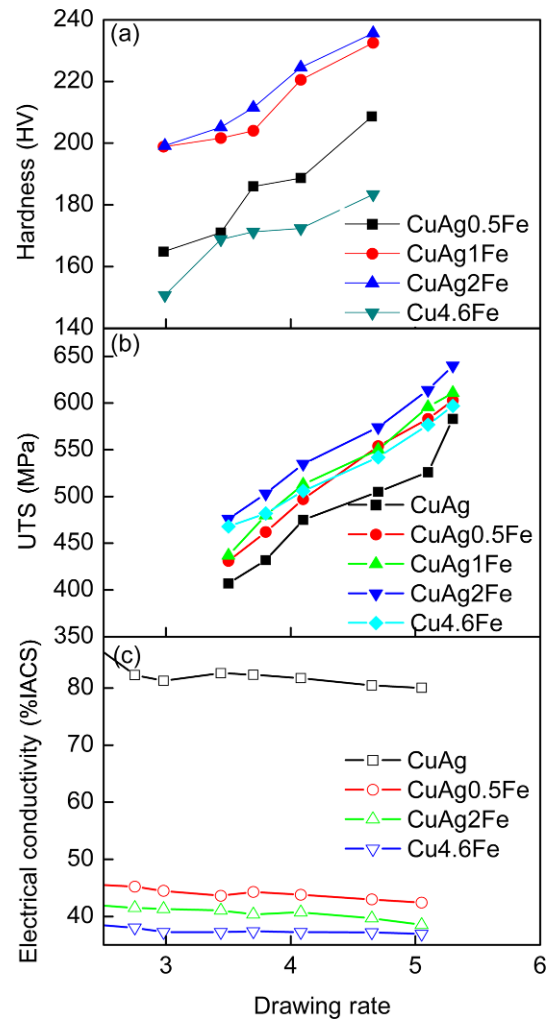 (a)
Hardness (HV)
240
220
200
180
160
140
CuAg0.5Fe
CuAg1Fe
CuAg2Fe
Cu4.6Fe
(b)
UTS (MPa)
650
600
550
500
450
400
350
CuAg
CuAg0.5Fe
CuAg1Fe
CuAg2Fe
Cu4.6Fe
(c)
Electrical conductivity (%IACS)
80
70
60
50
40
CuAg
CuAg0.5Fe
CuAg2Fe
Cu4.6Fe
3 4 5 6
Drawing rate